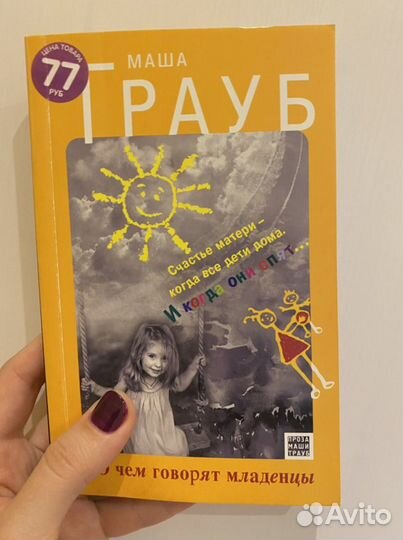 ЦЕНА ТОВАРА
77
РУБ
МАША
ТРАУБ
Счастье матери –
когда все дети дома.
И когда они спят...
ПРОЗА
МАШИ
ТРАУБ
О чем говорят младенцы
Avito